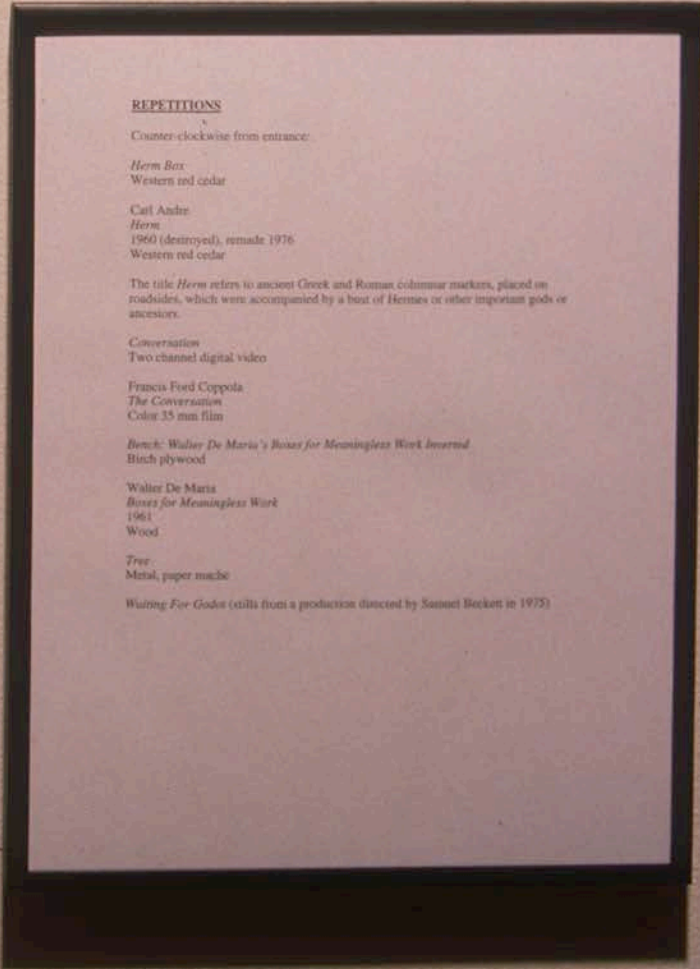 REPETITIONS
Counter-clockwise from entrance:
Herm Box
Western red cedar
Carl Andre
Herm
1960 (destroyed), remade 1976
Western red cedar
The title Herm refers to ancient Greek and Roman columnar markers, placed on
roadsides, which were accompanied by a bust of Hermes or other important gods or
ancestors.
Conversation
Two channel digital video
Francis Ford Coppola
The Conversation
Color 35 mm film
Bench: Walter De Maria's Boxes for Meaningless Work Inverted
Birch plywood
Walter De Maria
Boxes for Meaningless Work
1961
Wood
Tree
Metal, paper mache
Waiting For Godot (stills from a production directed by Samuel Beckett in 1975)